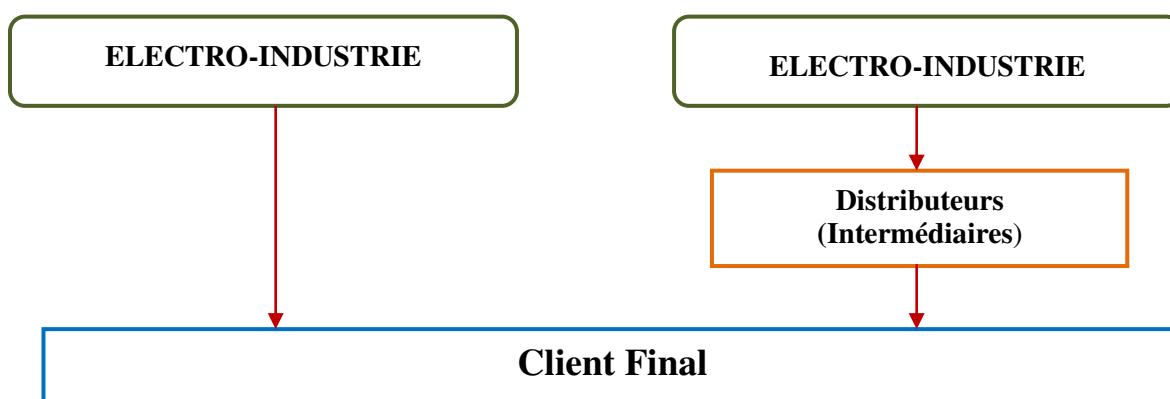 ELECTRO-INDUSTRIE
ELECTRO-INDUSTRIE
Distributeurs
(Intermédiaires)
Client Final